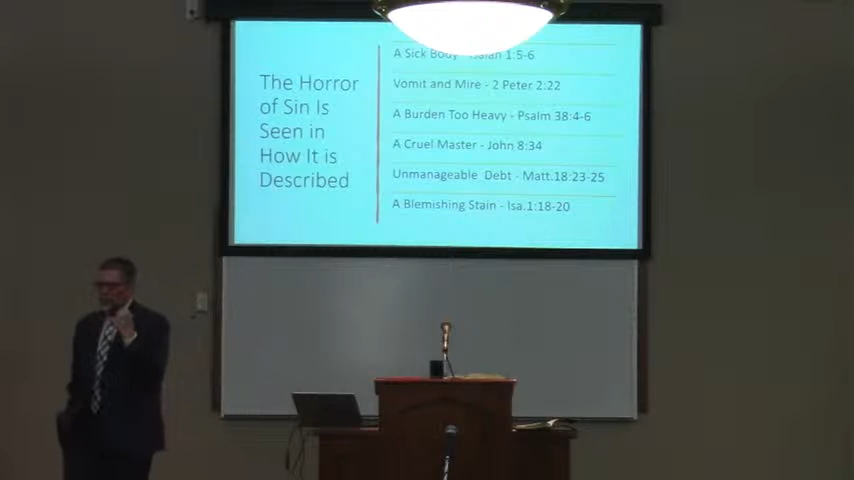 The Horror
of Sin Is
Seen in
How It is
Described
A Sick Body - Isaiah 1:5-6
Vomit and Mire - 2 Peter 2:22
A Burden Too Heavy - Psalm 38:4-6
A Cruel Master - John 8:34
Unmanageable Debt - Matt.18:23-25
A Blemishing Stain - Isa.1:18-20